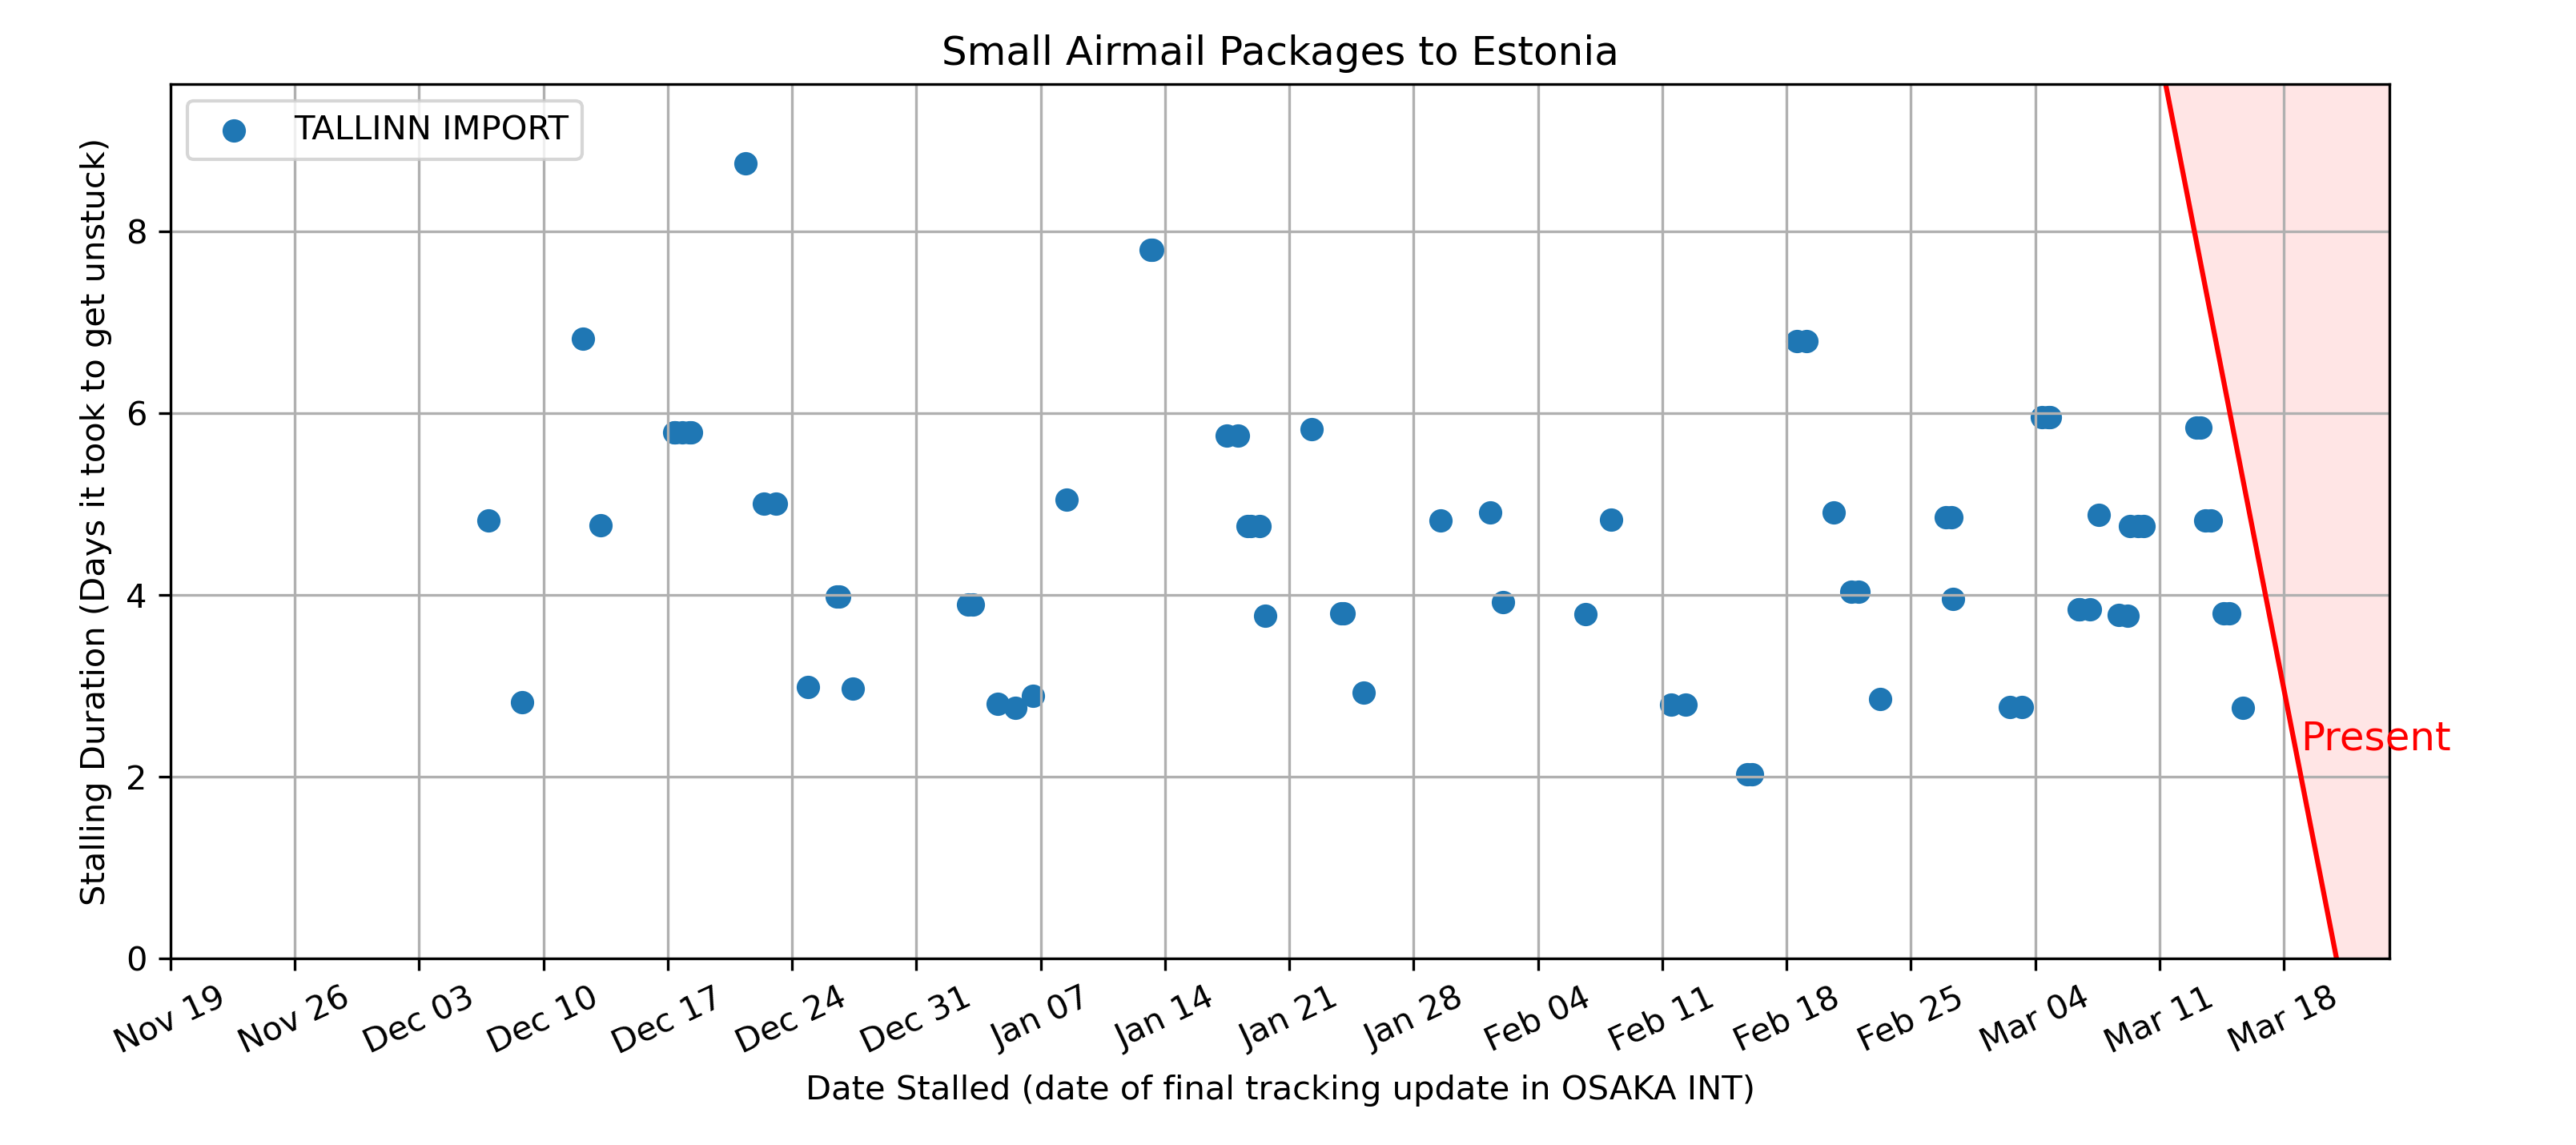 Small Airmail Packages to Estonia
TALLINN IMPORT
Stalling Duration (Days it took to get unstuck)
8
6
4
2
0
Present
Nov 19
Nov 26
Dec 03
Dec 10
Dec 17
Dec 24
Dec 31
Jan 07
Jan 14
Jan 21
Jan 28
Feb 04
Feb 11
Feb 18
Feb 25
Mar 04
Mar 11
Mar 18
Date Stalled (date of final tracking update in OSAKA INT)